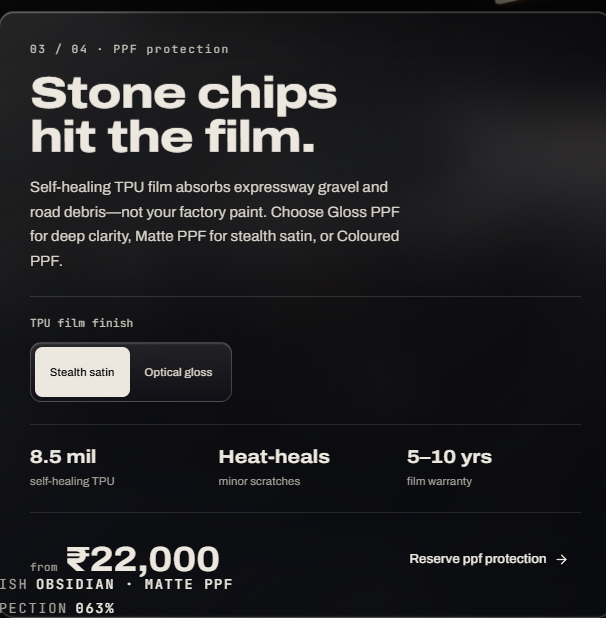 03 / 04 · PPF protection
Stone chips
hit the film.
Self-healing TPU film absorbs expressway gravel and
road debris—not your factory paint. Choose Gloss PPF
for deep clarity, Matte PPF for stealth satin, or Coloured
PPF.
TPU film finish
Stealth satin Optical gloss
8.5 mil Heat-heals 5–10 yrs
self-healing TPU minor scratches film warranty
from ₹22,000 Reserve ppf protection →
ISH OBSIDIAN · MATTE PPF
PECTION 063%